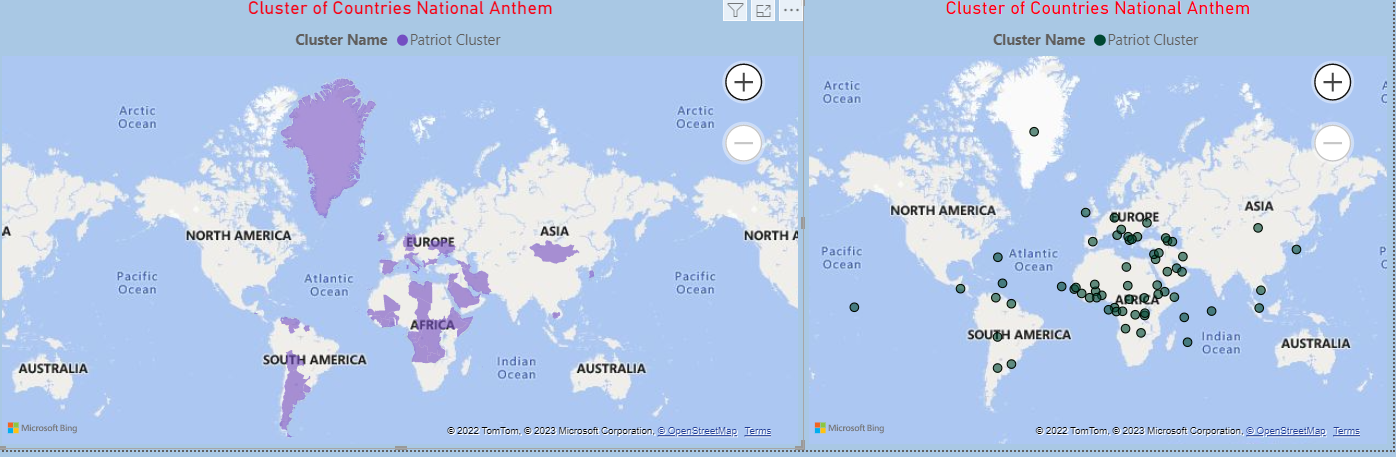 Cluster of Countries National Anthem
Cluster Name Patriot Cluster
Arctic
Ocean
Arctic
Ocean
A
NORTH AMERICA
EUROPE
ASIA
NORTH A
Pacific
Ocean
Atlantic
Ocean
Pacific
Ocean
AFRICA
SOUTH AMERICA
AUSTRALIA
Indian
Ocean
AUSTRALIA
Microsoft Bing
© 2022 TomTom, © 2023 Microsoft Corporation, © OpenStreetMap Terms
Cluster of Countries National Anthem
Cluster Name Patriot Cluster
Arctic
Ocean
Arctic
Ocean
A
C
NORTH AMERICA
EUROPE
ASIA
Pacific
Ocean
Atlantic
Ocean
P
AFRICA
SOUTH AMERICA
Indian
Ocean
AUSTRALIA
Microsoft Bing
© 2022 TomTom, © 2023 Microsoft Corporation, © OpenStreetMap Terms